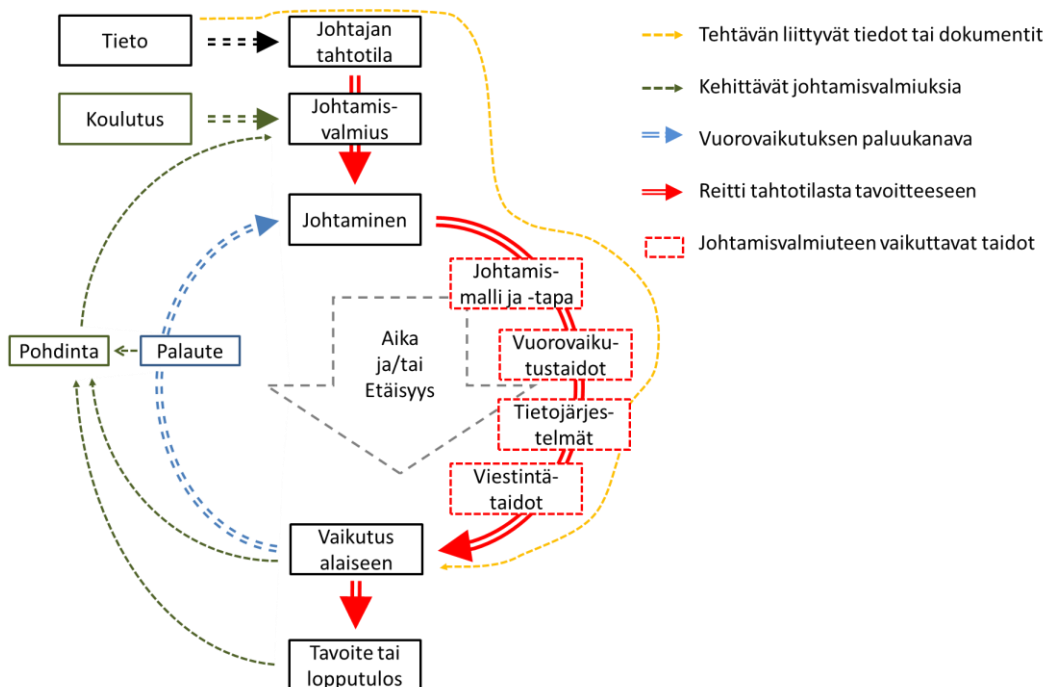 Tieto
Johtajan
tahtotila
Koulutus
Johtamis-
valmius
Johtaminen
Johtamis-
malli ja -tapa
Vuorovaiku-
tustaidot
Tietojärjes-
telmät
Viestintä-
taidot
Aika
ja/tai
Etäisyys
Pohdinta
Palaute
Vaikutus
alaiseen
Tavoite tai
lopputulos
Tehtävän liittyvät tiedot tai dokumentit
Kehittävät johtamisvalmiuksia
Vuorovaikutuksen paluukanava
Reitti tahtotilasta tavoitteeseen
Johtamisvalmiuteen vaikuttavat taidot